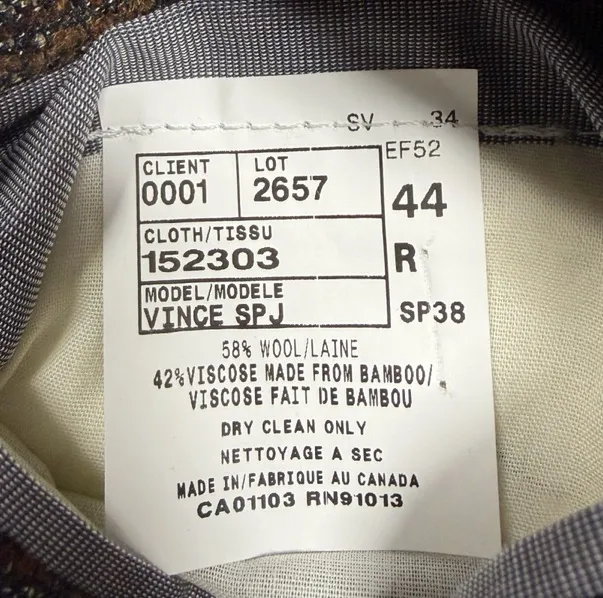 SV 34
EF52
CLIENT LOT
0001 2657
44
CLOTH/TISSU
152303
R
MODEL/MODELE
VINCE SPJ
SP38
58% WOOL/LAINE
42%VISCOSE MADE FROM BAMBOO/
VISCOSE FAIT DE BAMBOU
DRY CLEAN ONLY
NETTOYAGE A SEC
MADE IN/FABRIQUE AU CANADA
CA01103 RN91013